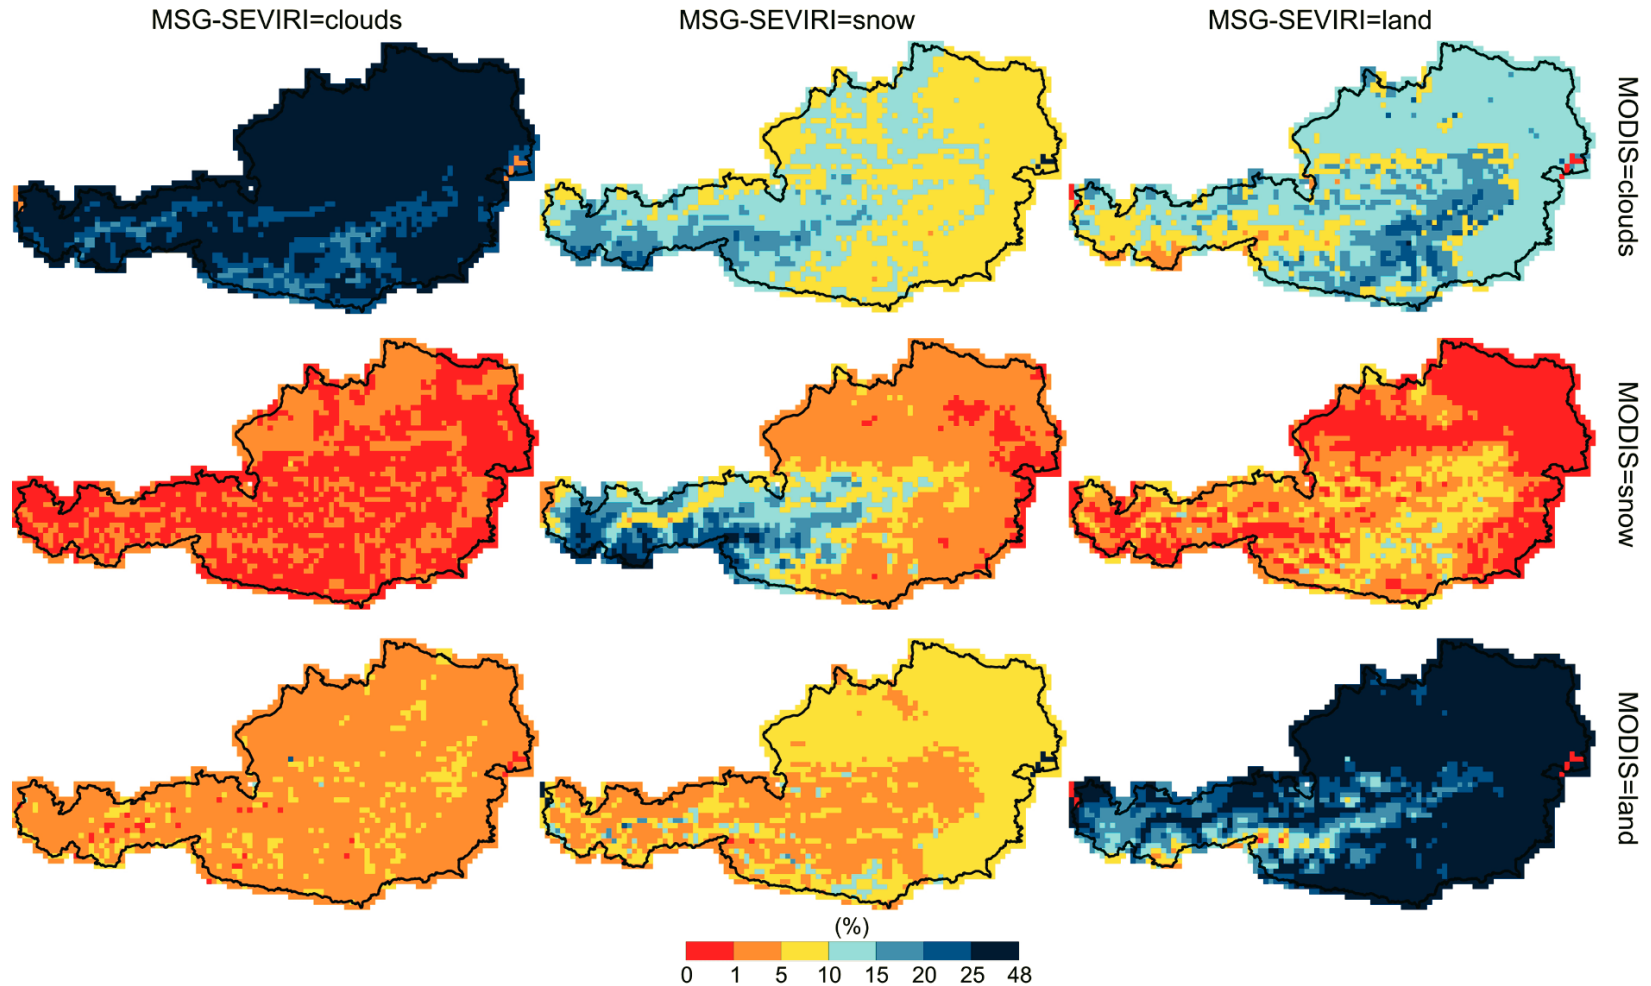 MSG-SEVIRI=clouds
MSG-SEVIRI=snow
MSG-SEVIRI=land
MODIS=clouds
MODIS=snow
MODIS=land
(%)
0 1 5 10 15 20 25 48